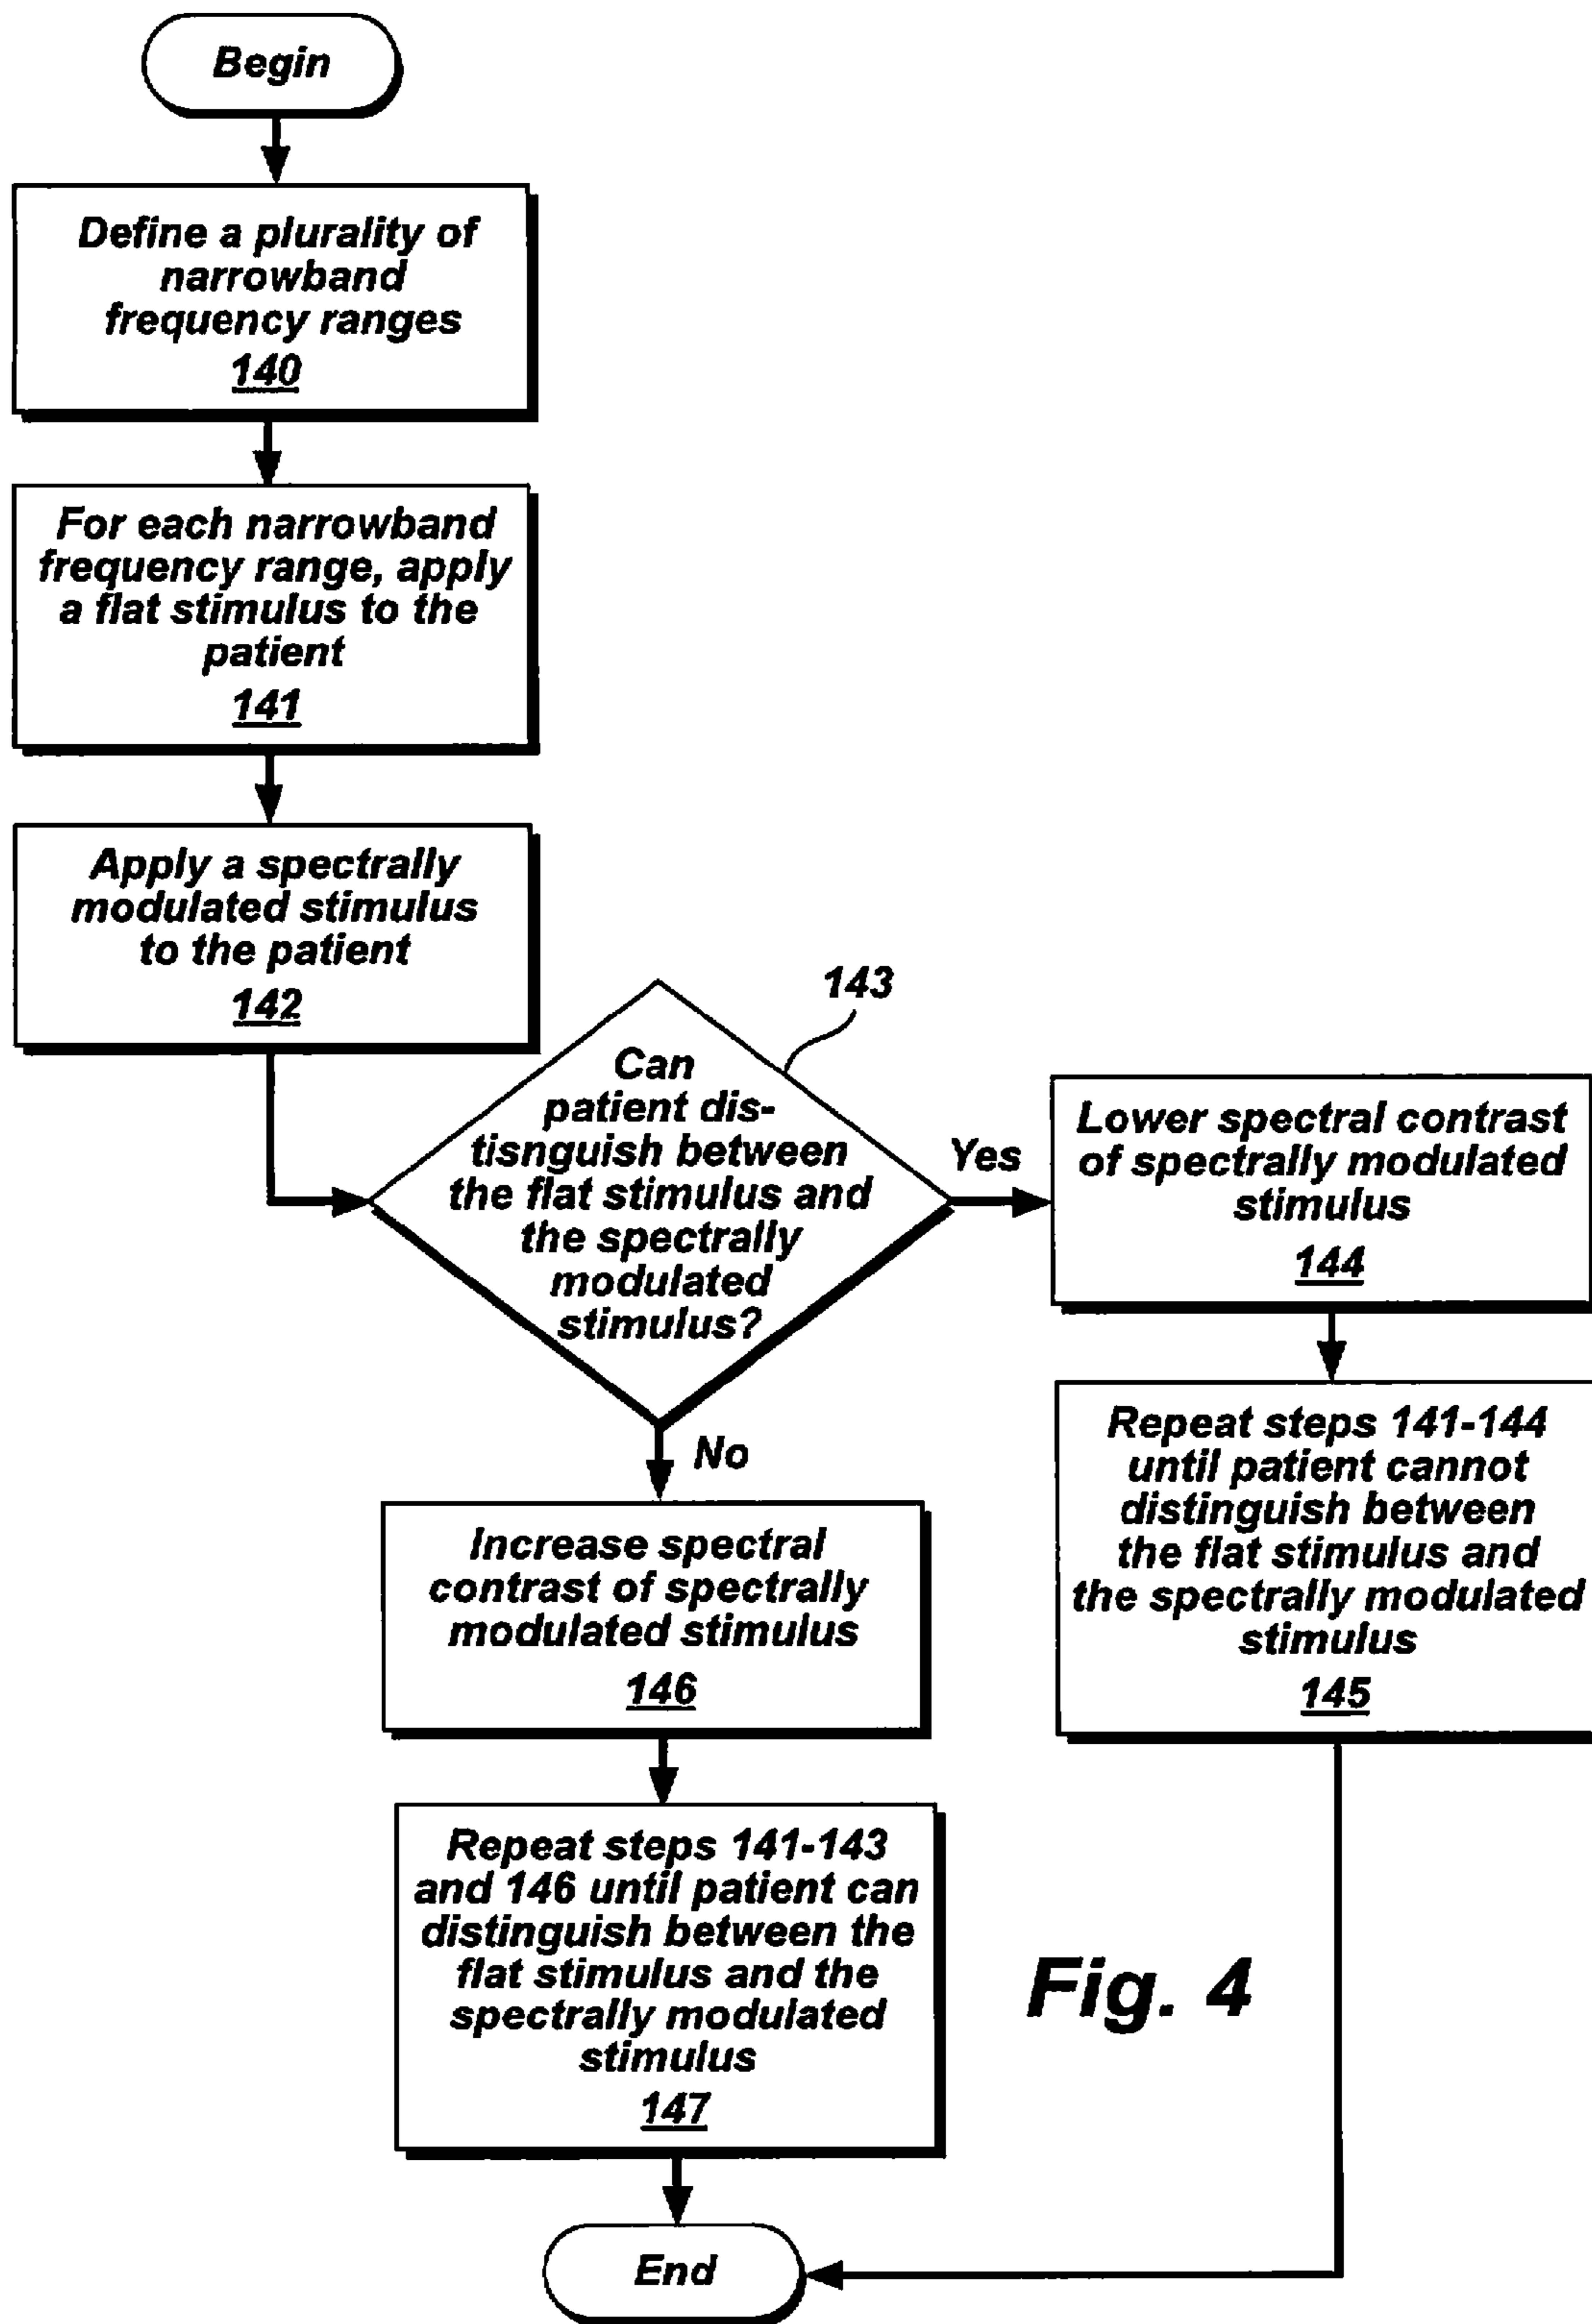 Begin
Define a plurality of
narrowband
frequency ranges
140
For each narrowband
frequency range, apply
a flat stimulus to the
patient
141
Apply a spectrally
modulated stimulus
to the patient
142
143
Can
patient dis-
tisnguish between
the flat stimulus and
the spectrally
modulated
stimulus?
Yes
Lower spectral contrast
of spectrally modulated
stimulus
144
Repeat steps 141-144
until patient cannot
distinguish between
the flat stimulus and
the spectrally modulated
stimulus
145
No
Increase spectral
contrast of spectrally
modulated stimulus
146
Repeat steps 141-143
and 146 until patient can
distinguish between the
flat stimulus and the
spectrally modulated
stimulus
147
Fig. 4
End